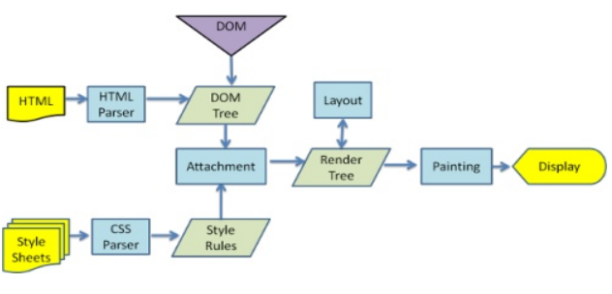 DOM
HTML
HTML
Parser
DOM
Tree
Layout
Attachment
Render
Tree
Painting
Display
Style
Sheets
CSS
Parser
Style
Rules